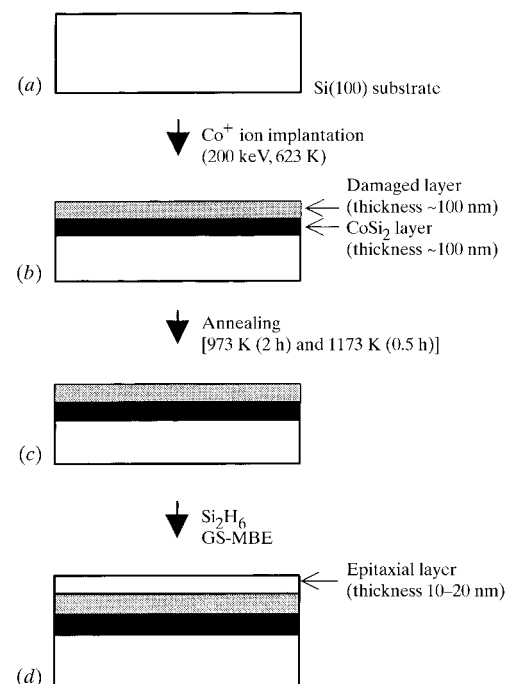 (a)
Si(100) substrate
Co⁺ ion implantation
(200 keV, 623 K)
Damaged layer
(thickness ~100 nm)
CoSi₂ layer
(thickness ~100 nm)
(b)
Annealing
[973 K (2 h) and 1173 K (0.5 h)]
(c)
Si₂H₆
GS-MBE
Epitaxial layer
(thickness 10–20 nm)
(d)